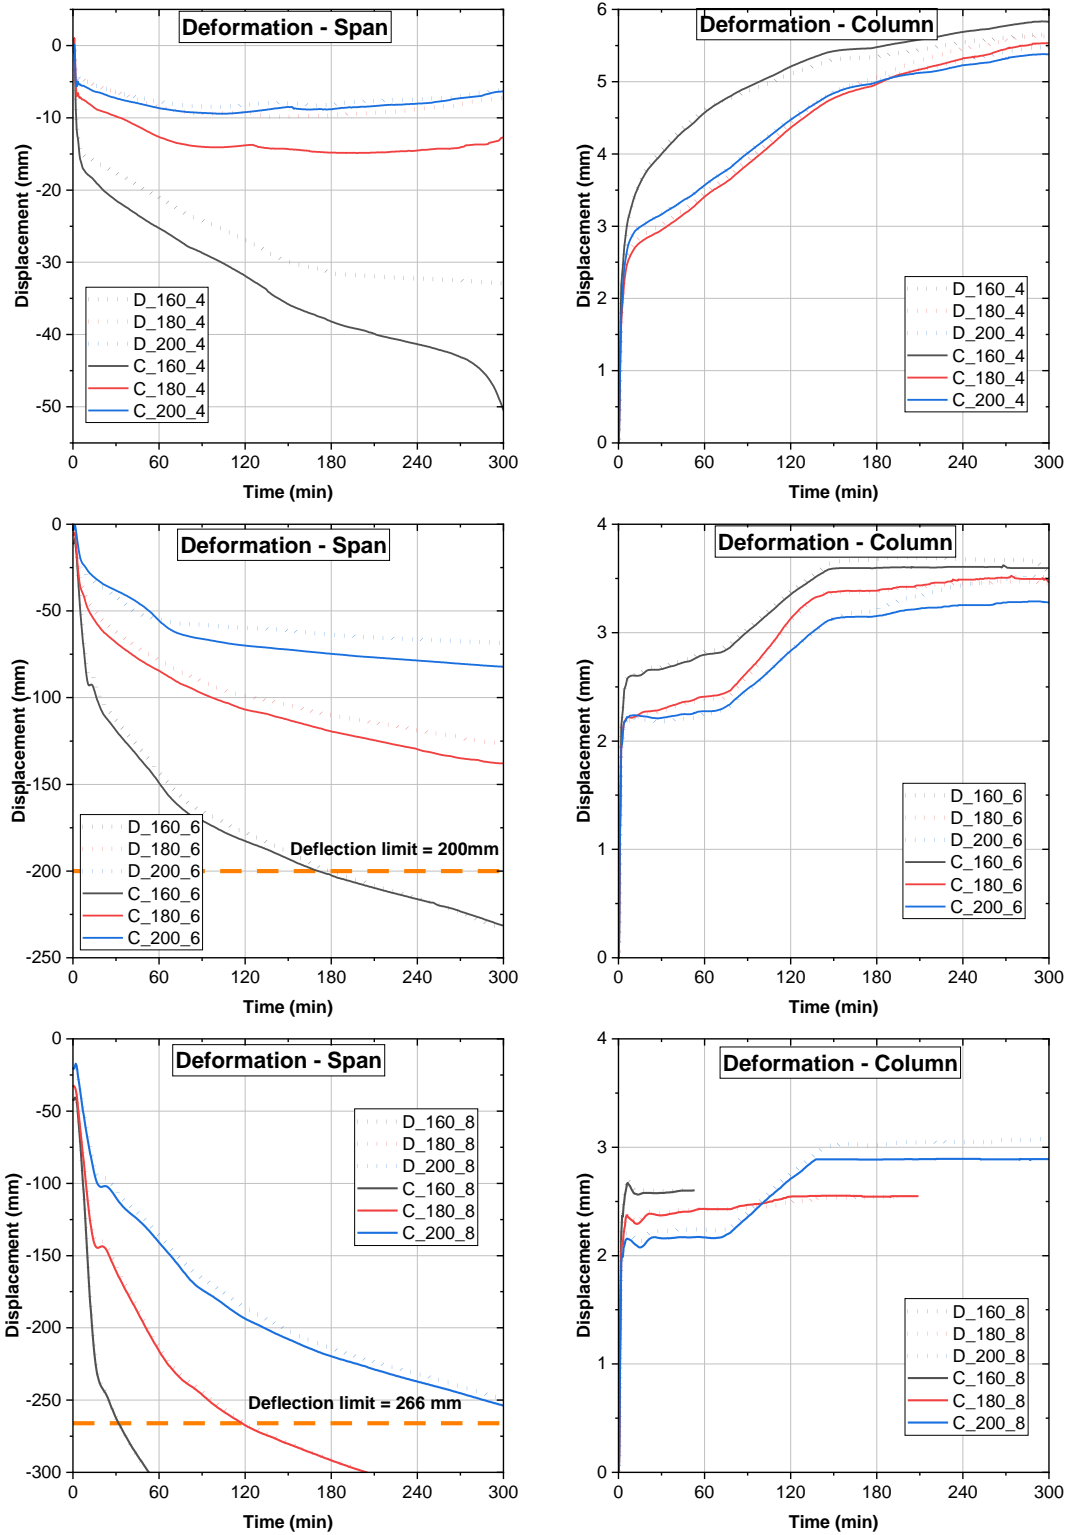 Deformation - Span
0
-10
-20
-30
-40
-50
Displacement (mm)
D_160_4
D_180_4
D_200_4
C_160_4
C_180_4
C_200_4
0 60 120 180 240 300
Time (min)
Deformation - Column
6
5
4
3
2
1
0
Displacement (mm)
D_160_4
D_180_4
D_200_4
C_160_4
C_180_4
C_200_4
0 60 120 180 240 300
Time (min)
Deformation - Span
0
-50
-100
-150
-200
-250
Displacement (mm)
Deflection limit = 200mm
D_160_6
D_180_6
D_200_6
C_160_6
C_180_6
C_200_6
0 60 120 180 240 300
Time (min)
Deformation - Column
4
3
2
1
0
Displacement (mm)
D_160_6
D_180_6
D_200_6
C_160_6
C_180_6
C_200_6
0 60 120 180 240 300
Time (min)
Deformation - Span
0
-50
-100
-150
-200
-250
-300
Displacement (mm)
D_160_8
D_180_8
D_200_8
C_160_8
C_180_8
C_200_8
Deflection limit = 266 mm
0 60 120 180 240 300
Time (min)
Deformation - Column
4
3
2
1
0
Displacement (mm)
D_160_8
D_180_8
D_200_8
C_160_8
C_180_8
C_200_8
0 60 120 180 240 300
Time (min)